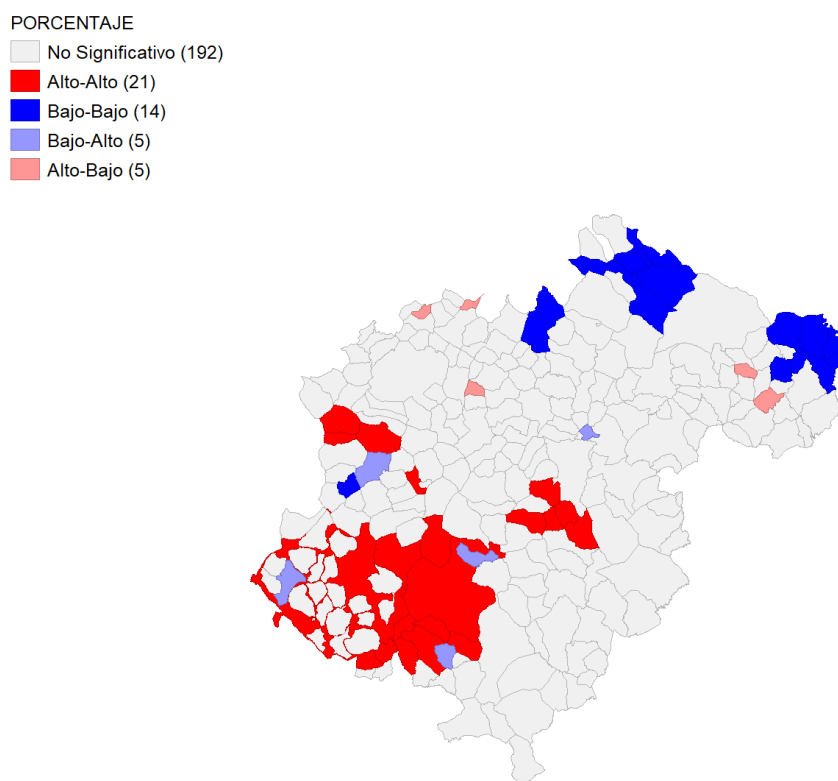 PORCENTAJE
No Significativo (192)
Alto-Alto (21)
Bajo-Bajo (14)
Bajo-Alto (5)
Alto-Bajo (5)